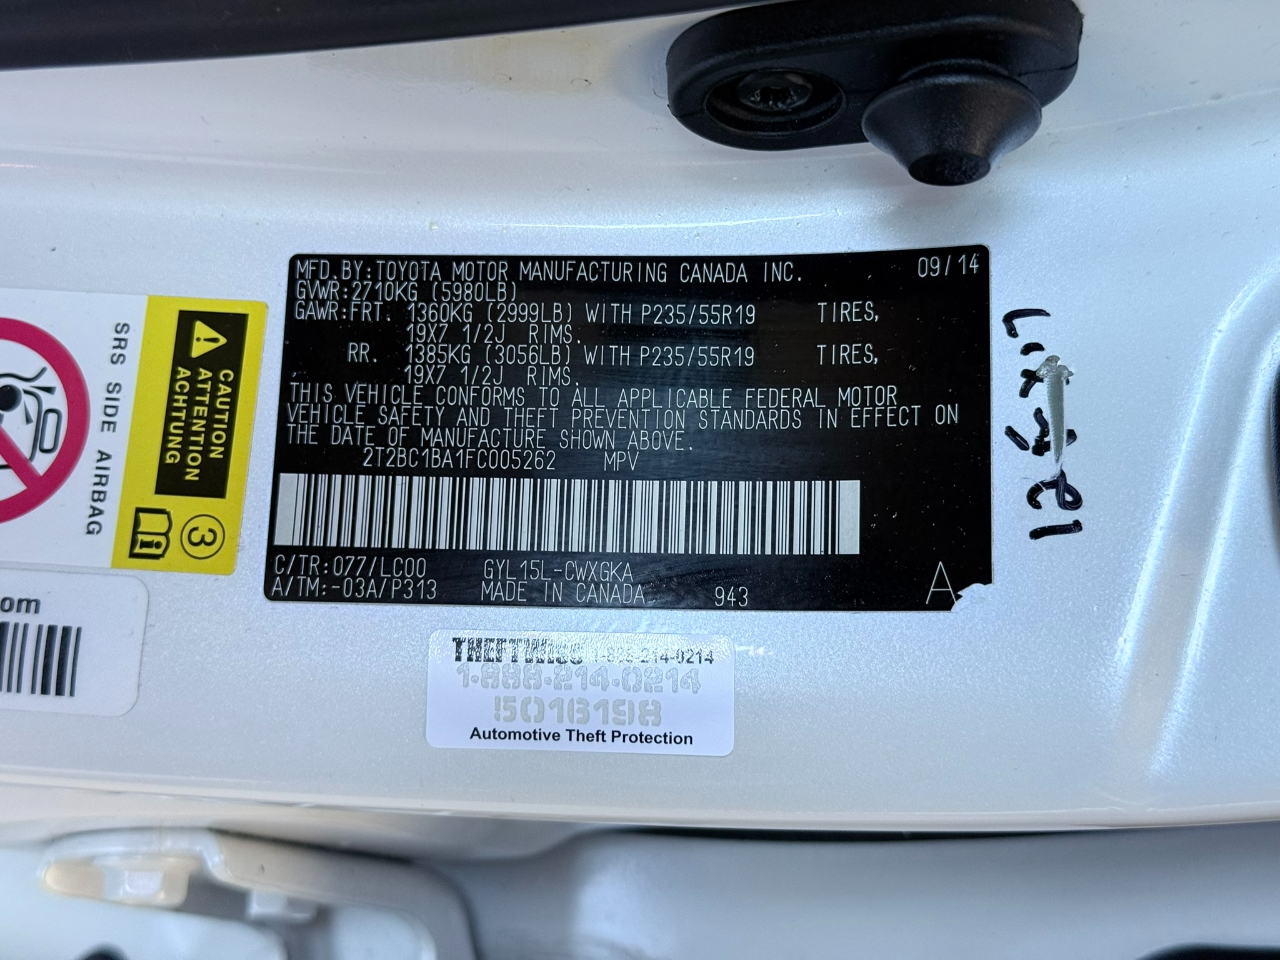 MFD.BY:TOYOTA MOTOR MANUFACTURING CANADA INC. 09/14
GVWR:2710KG (5980LB)
GAWR:FRT. 1360KG (2999LB) WITH P235/55R19 TIRES,
19X7 1/2J RIMS.
RR. 1385KG (3056LB) WITH P235/55R19 TIRES,
19X7 1/2J RIMS.
THIS VEHICLE CONFORMS TO ALL APPLICABLE FEDERAL MOTOR
VEHICLE SAFETY AND THEFT PREVENTION STANDARDS IN EFFECT ON
THE DATE OF MANUFACTURE SHOWN ABOVE.
2T2BC1BA1FC005262 MPV
C/TR:077/LC00 GYL15L-CWXGKA
A/TM:-03A/P313 MADE IN CANADA 943 A
SRS SIDE AIRBAG
CAUTION
ATTENTION
ACHTUNG
3
i
om
1-888-214-0214
5016198
Automotive Theft Protection